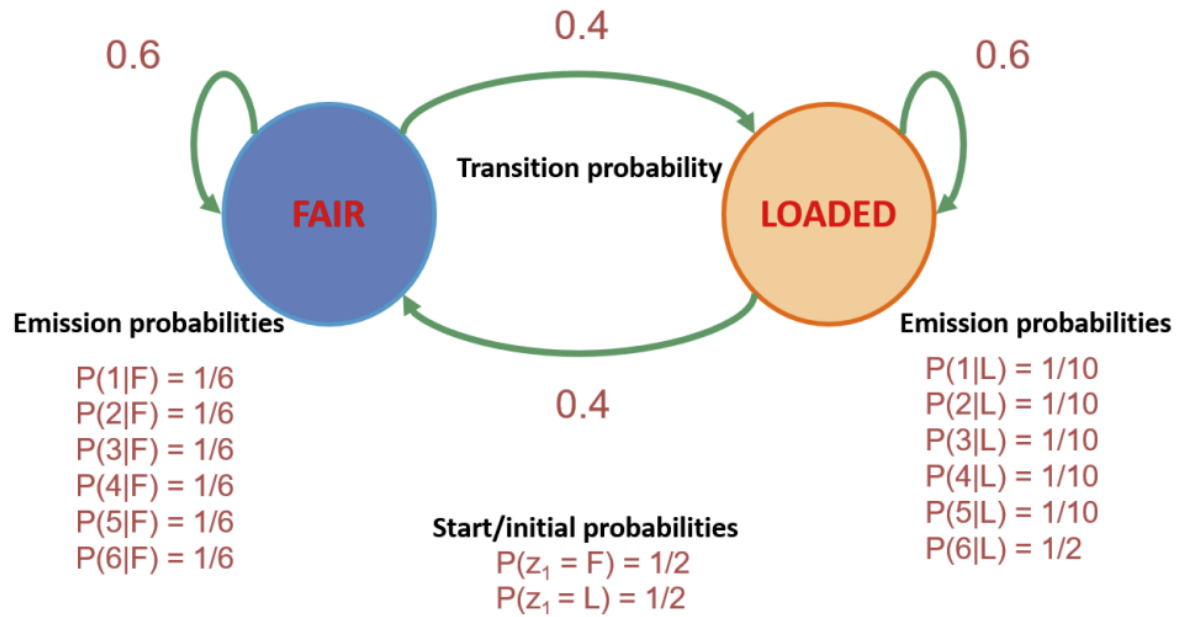 0.6
0.4
0.6
Transition probability
FAIR
LOADED
Emission probabilities
P(1|F) = 1/6
P(2|F) = 1/6
P(3|F) = 1/6
P(4|F) = 1/6
P(5|F) = 1/6
P(6|F) = 1/6
0.4
Start/initial probabilities
P(z₁ = F) = 1/2
P(z₁ = L) = 1/2
Emission probabilities
P(1|L) = 1/10
P(2|L) = 1/10
P(3|L) = 1/10
P(4|L) = 1/10
P(5|L) = 1/10
P(6|L) = 1/2